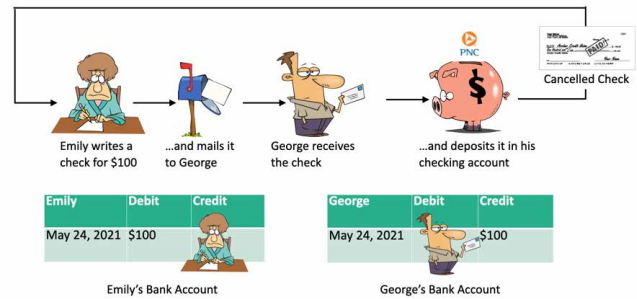 PNC
PAID
$
Cancelled Check
Emily writes a
check for $100
...and mails it
to George
George receives
the check
...and deposits it in his
checking account
Emily Debit Credit
May 24, 2021 $100
Emily's Bank Account
George Debit Credit
May 24, 2021 $100
George's Bank Account